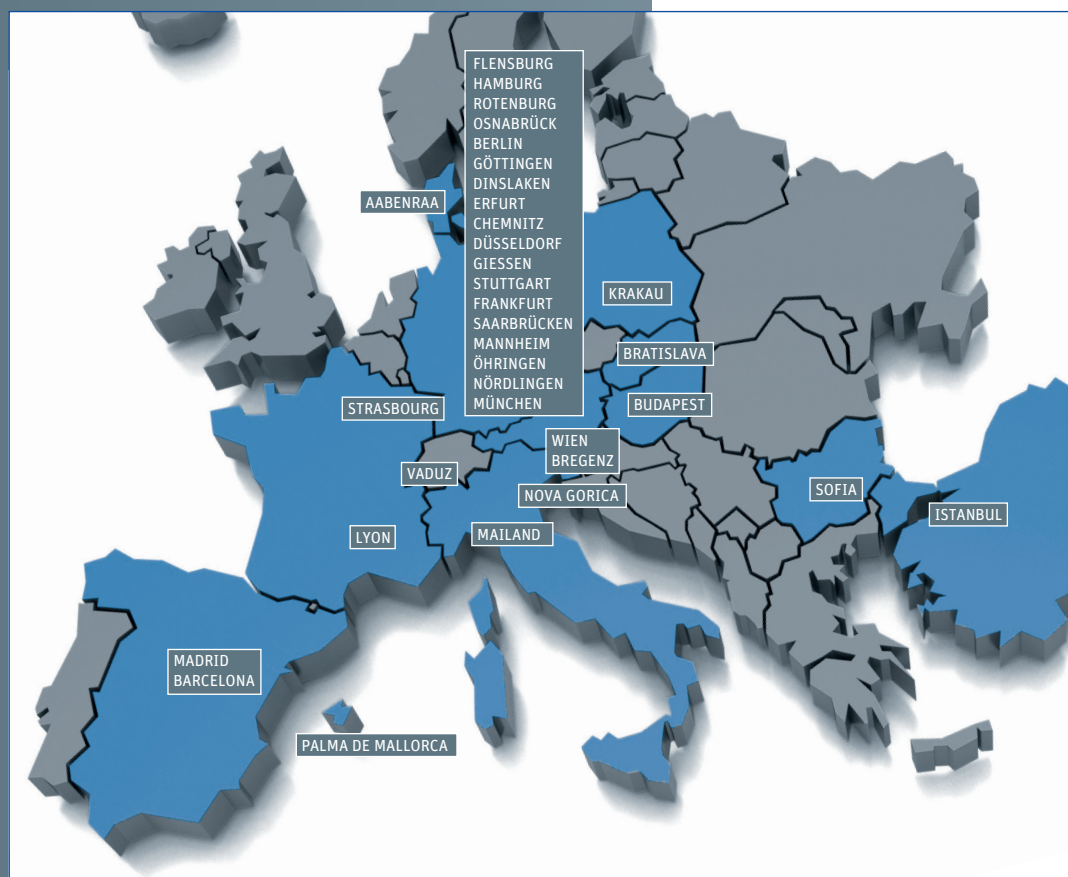 FLENSBURG
HAMBURG
ROTENBURG
OSNABRÜCK
BERLIN
GÖTTINGEN
DINSLAKEN
ERFURT
CHEMNITZ
DÜSSELDORF
GIESSEN
STUTTGART
FRANKFURT
SAARBRÜCKEN
MANNHEIM
ÖHRINGEN
NÖRDLINGEN
MÜNCHEN
AABENRAA
KRAKAU
BRATISLAVA
STRASBOURG
BUDAPEST
WIEN
BREGENZ
VADUZ
NOVA GORICA
SOFIA
ISTANBUL
LYON
MAILAND
MADRID
BARCELONA
PALMA DE MALLORCA